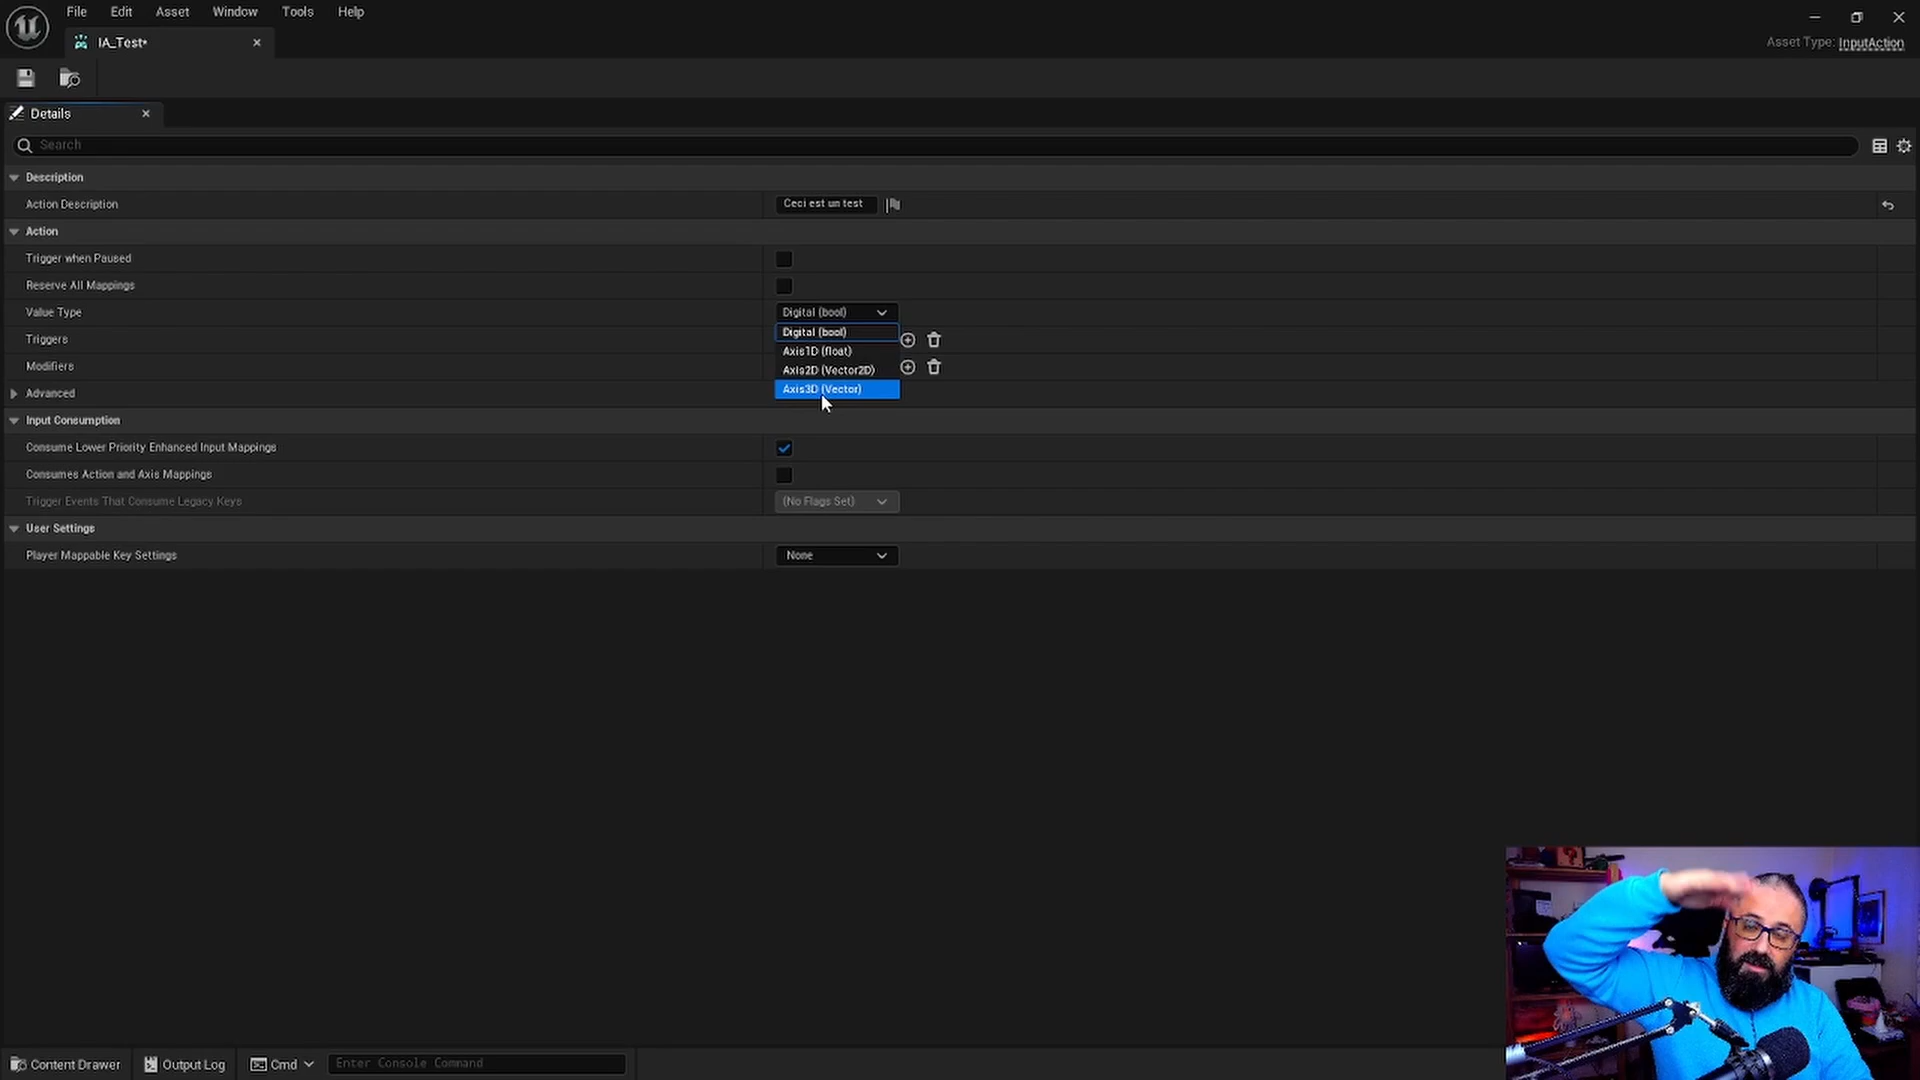 File Edit Asset Window Tools Help
IA_Test*
Asset Type: InputAction
Details
Search
Description
Action Description Ceci est un test
Action
Trigger when Paused
Reserve All Mappings
Value Type Digital (bool)
Digital (bool)
Triggers
Axis1D (float)
Modifiers
Axis2D (Vector2D)
Axis3D (Vector)
Advanced
Input Consumption
Consume Lower Priority Enhanced Input Mappings
Consumes Action and Axis Mappings
Trigger Events That Consume Legacy Keys (No Flags Set)
User Settings
Player Mappable Key Settings None
Content Drawer Output Log Cmd Enter Console Command